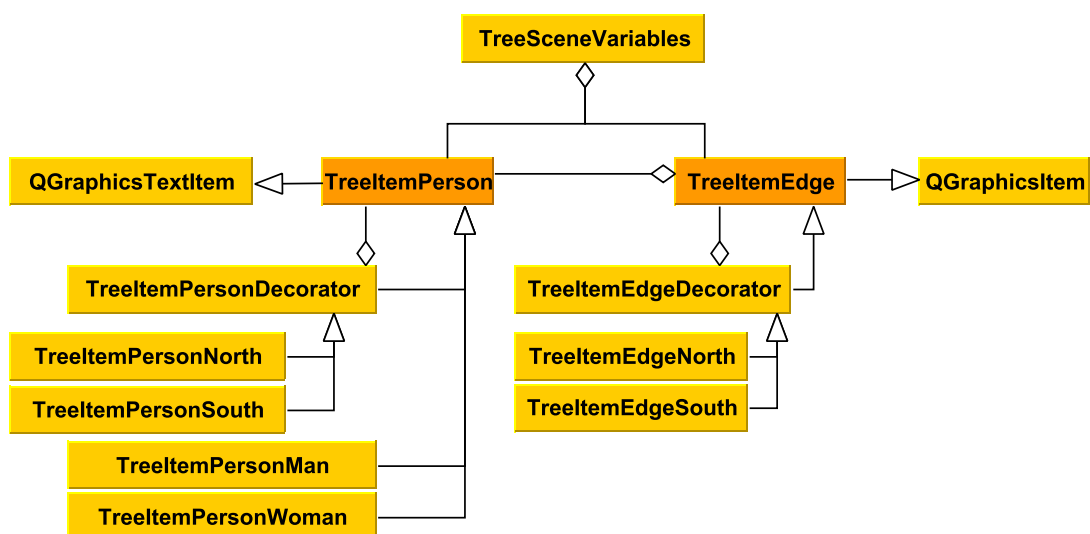 TreeSceneVariables
QGraphicsTextItem
TreeItemPerson
TreeItemEdge
QGraphicsItem
TreeItemPersonDecorator
TreeItemEdgeDecorator
TreeItemPersonNorth
TreeItemEdgeNorth
TreeItemPersonSouth
TreeItemEdgeSouth
TreeItemPersonMan
TreeItemPersonWoman